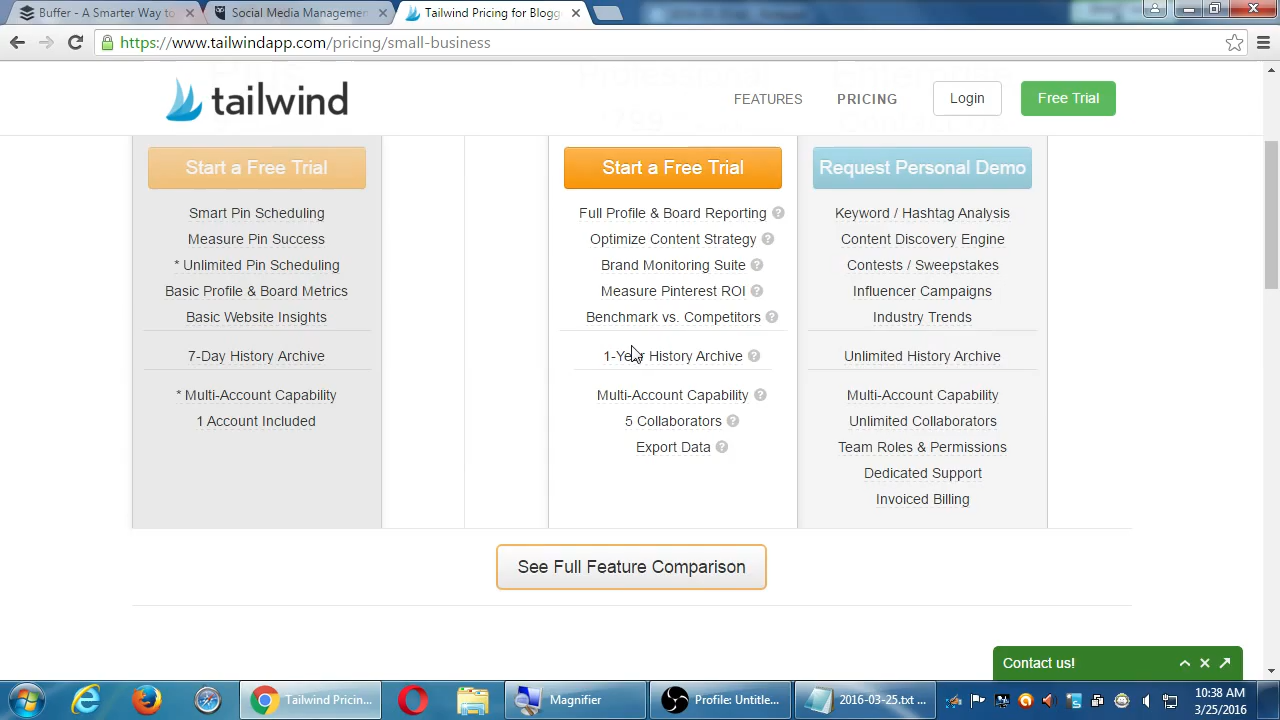 Buffer - A Smarter Way to
Social Media Management
Tailwind Pricing for Blogg
https://www.tailwindapp.com/pricing/small-business
tailwind
FEATURES
PRICING
Login
Free Trial
Start a Free Trial
Smart Pin Scheduling
Measure Pin Success
* Unlimited Pin Scheduling
Basic Profile & Board Metrics
Basic Website Insights
7-Day History Archive
* Multi-Account Capability
1 Account Included
Start a Free Trial
Full Profile & Board Reporting ?
Optimize Content Strategy ?
Brand Monitoring Suite ?
Measure Pinterest ROI ?
Benchmark vs. Competitors ?
1-Year History Archive ?
Multi-Account Capability ?
5 Collaborators ?
Export Data ?
Request Personal Demo
Keyword / Hashtag Analysis
Content Discovery Engine
Contests / Sweepstakes
Influencer Campaigns
Industry Trends
Unlimited History Archive
Multi-Account Capability
Unlimited Collaborators
Team Roles & Permissions
Dedicated Support
Invoiced Billing
See Full Feature Comparison
Contact us!
Tailwind Pricin...
Magnifier
Profile: Untitle...
2016-03-25.txt ...
10:38 AM
3/25/2016